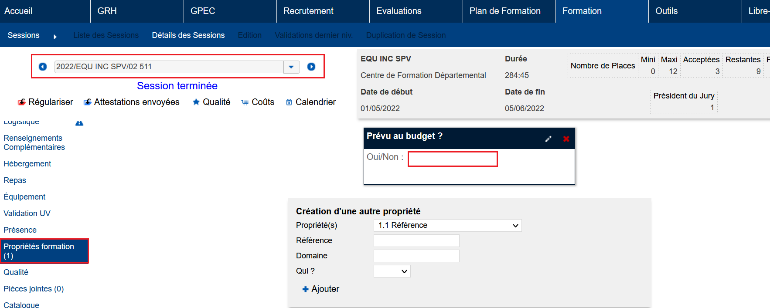 Accueil GRH GPEC Recrutement Evaluations Plan de Formation Formation Outils Libre-
Sessions Liste des Sessions Détails des Sessions Edition Validations dernier niv Duplication de Session
2022/EQU INC SPV/02 511
Session terminée
Régulariser Attestations envoyées Qualité Coûts Calendrier
EQU INC SPV Durée
Centre de Formation Départemental 284:45
Date de début Date de fin
01/05/2022 05/06/2022
Mini Maxi Acceptées Restantes
Nombre de Places 0 12 3 9
Président du Jury
1
Logistique
Renseignements
Complémentaires
Hébergement
Repas
Équipement
Validation UV
Présence
Propriétés formation
(1)
Qualité
Pièces jointes (0)
Catalogue
Prévu au budget ?
Oui/Non :
Création d'une autre propriété
Propriété(s) 1.1 Référence
Référence
Domaine
Qui ?
Ajouter